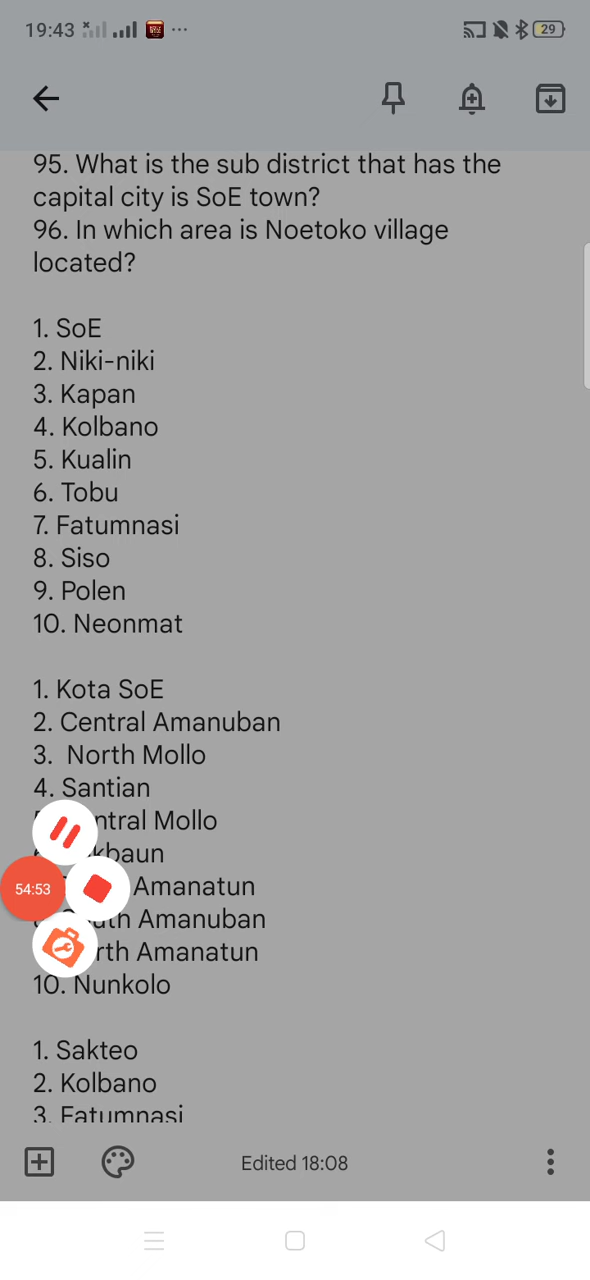 19:43
29
95. What is the sub district that has the
capital city is SoE town?
96. In which area is Noetoko village
located?
1. SoE
2. Niki-niki
3. Kapan
4. Kolbano
5. Kualin
6. Tobu
7. Fatumnasi
8. Siso
9. Polen
10. Neonmat
1. Kota SoE
2. Central Amanuban
3. North Mollo
4. Santian
ntral Mollo
kbaun
54:53
Amanatun
uth Amanuban
rth Amanatun
10. Nunkolo
1. Sakteo
2. Kolbano
3. Fatumnasi
Edited 18:08